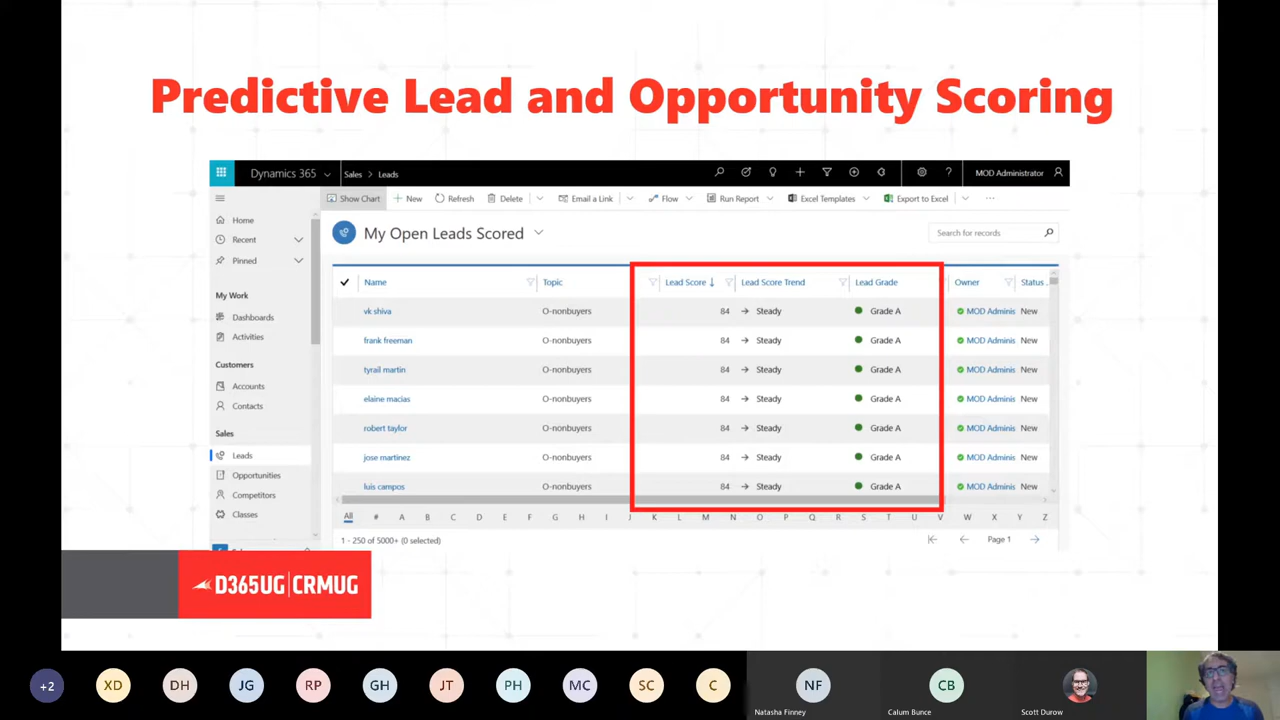 Predictive Lead and Opportunity Scoring
Dynamics 365 Sales > Leads MOD Administrator
Show Chart + New Refresh Delete Email a Link Flow Run Report Excel Templates Export to Excel ...
Home
Recent
Pinned
My Work
Dashboards
Activities
Customers
Accounts
Contacts
Sales
Leads
Opportunities
Competitors
Classes
My Open Leads Scored Search for records
Name Topic Lead Score ↓ Lead Score Trend Lead Grade Owner Status
vk shiva O-nonbuyers 84 → Steady Grade A MOD Adminis New
frank freeman O-nonbuyers 84 → Steady Grade A MOD Adminis New
tyrail martin O-nonbuyers 84 → Steady Grade A MOD Adminis New
elaine macias O-nonbuyers 84 → Steady Grade A MOD Adminis New
robert taylor O-nonbuyers 84 → Steady Grade A MOD Adminis New
jose martinez O-nonbuyers 84 → Steady Grade A MOD Adminis New
luis campos O-nonbuyers 84 → Steady Grade A MOD Adminis New
All # A B C D E F G H I J K L M N O P Q R S T U V W X Y Z
1 - 250 of 5000+ (0 selected) Page 1
D365UG CRMUG
+2 XD DH JG RP GH JT PH MC SC C NF CB
Natasha Finney Calum Bunce Scott Durow